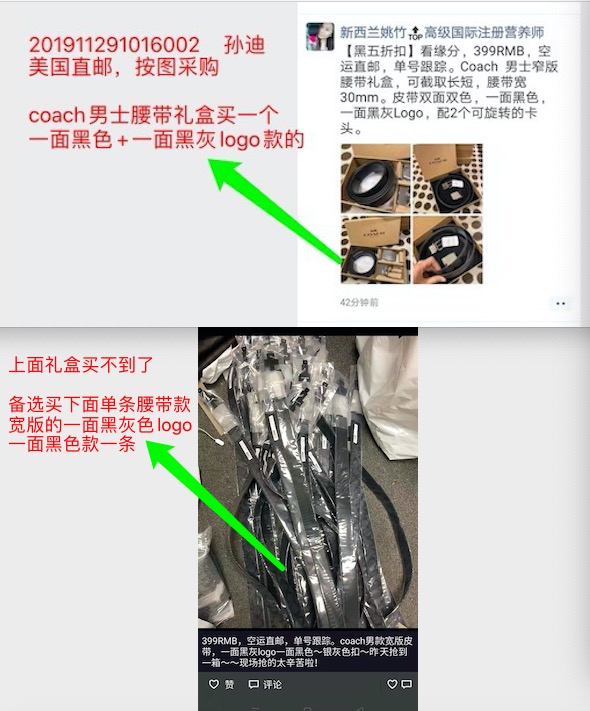 201911291016002 孙迪
美国直邮，按图采购
coach男士腰带礼盒买一个
一面黑色+一面黑灰logo款的
新西兰姚竹TOP高级国际注册营养师
【黑五折扣】看缘分，399RMB，空
运直邮，单号跟踪。Coach 男士窄版
腰带礼盒，可截取长短，腰带宽
30mm。皮带双面双色，一面黑色，
一面黑灰Logo，配2个可旋转的卡
头。
42分钟前
上面礼盒买不到了
备选买下面单条腰带款
宽版的一面黑灰色logo
一面黑色款一条
399RMB，空运直邮，单号跟踪。coach男款宽版皮
带，一面黑灰logo一面黑色～银灰色扣～昨天抢到
一箱～～现场抢的太辛苦啦！
赞 评论